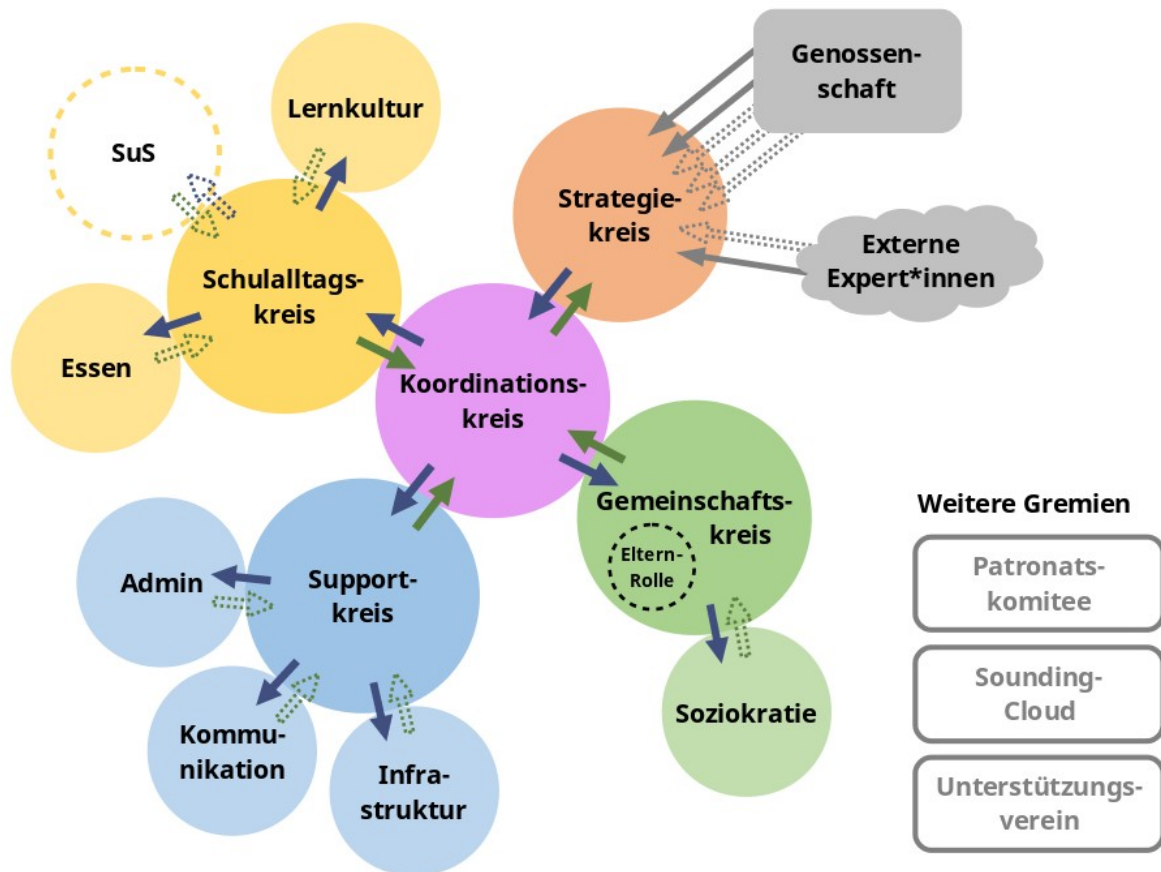 Genossen-
schaft
Lernkultur
SuS
Strategie-
kreis
Externe
Expert*innen
Schulalltags-
kreis
Essen
Koordinations-
kreis
Gemeinschafts-
kreis
Eltern-
Rolle
Weitere Gremien
Patronats-
komitee
Admin
Support-
kreis
Sounding-
Cloud
Soziokratie
Kommu-
nikation
Infra-
struktur
Unterstützungs-
verein